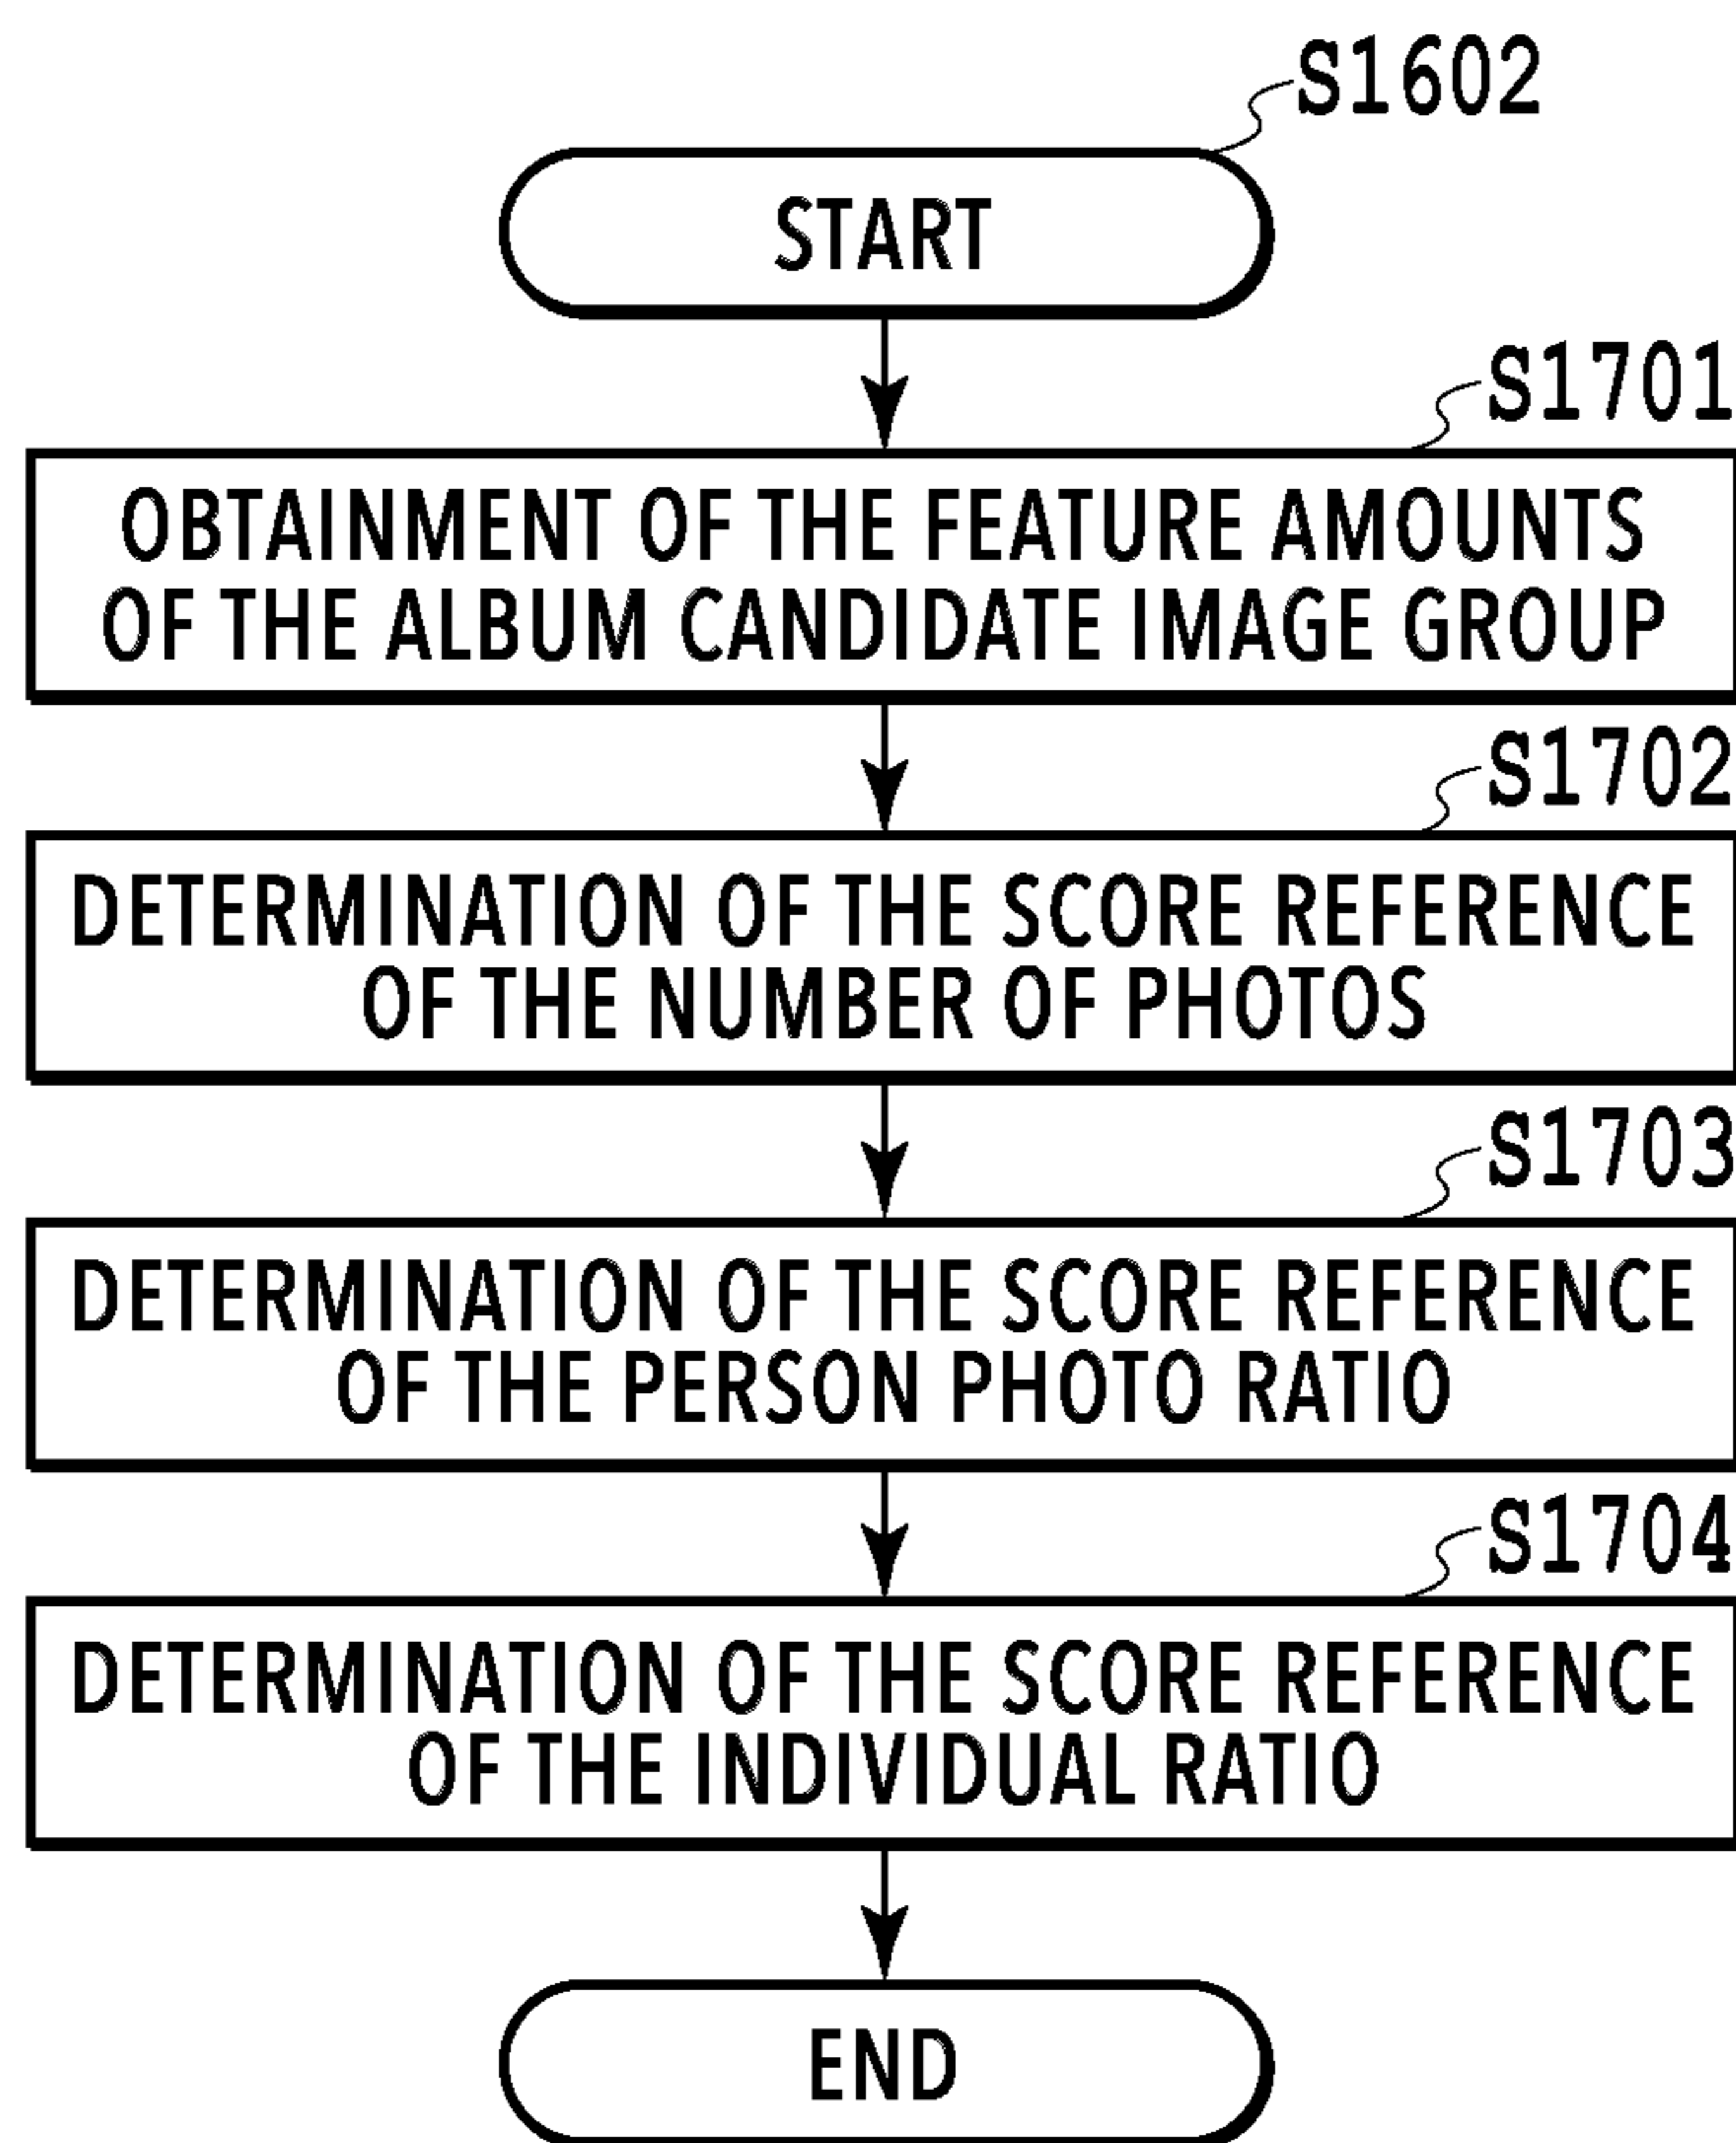 S1602
START
S1701
OBTAINMENT OF THE FEATURE AMOUNTS
OF THE ALBUM CANDIDATE IMAGE GROUP
S1702
DETERMINATION OF THE SCORE REFERENCE
OF THE NUMBER OF PHOTOS
S1703
DETERMINATION OF THE SCORE REFERENCE
OF THE PERSON PHOTO RATIO
S1704
DETERMINATION OF THE SCORE REFERENCE
OF THE INDIVIDUAL RATIO
END